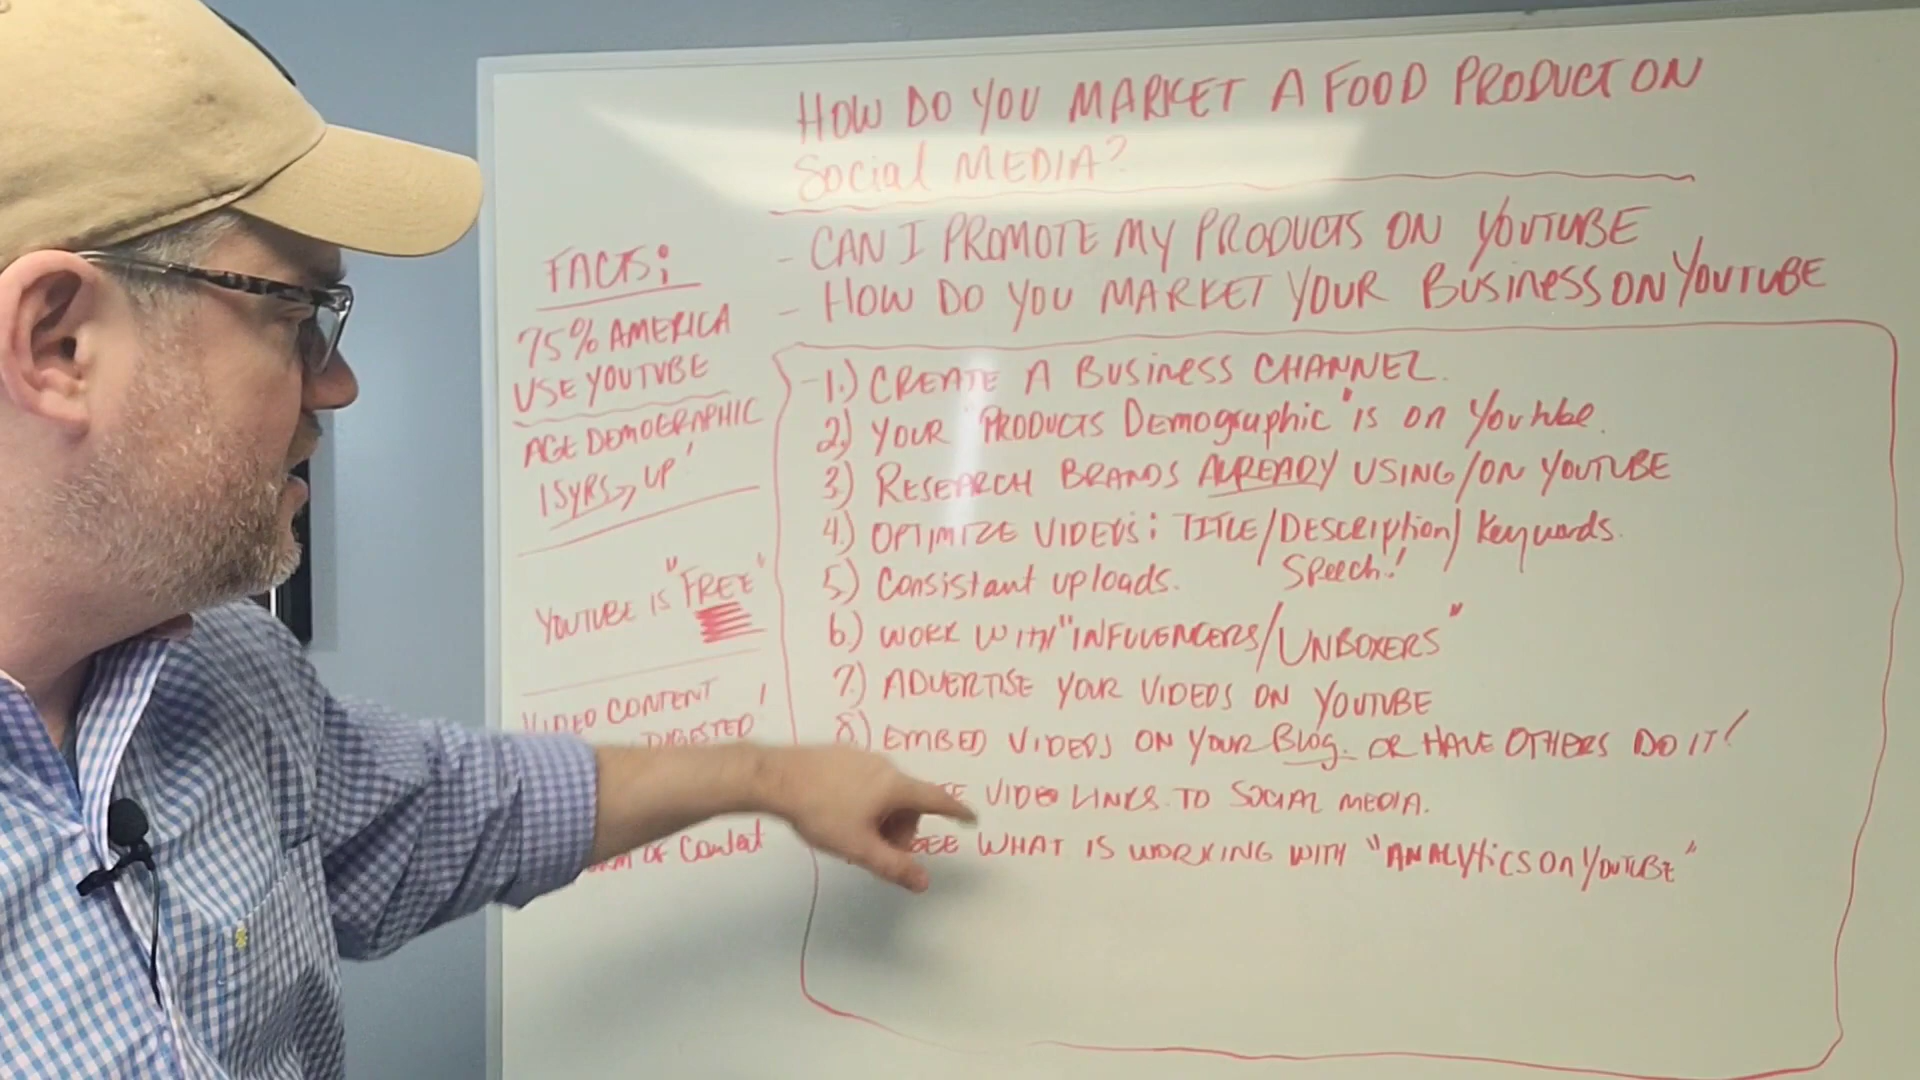 HOW DO YOU MARKET A FOOD PRODUCT ON
Social MEDIA?
- CAN I PROMOTE MY PRODUCTS ON YOUTUBE
- HOW DO YOU MARKET YOUR BUSINESS ON YOUTUBE
FACTS:
75% AMERICA
USE YOUTUBE
AGE DEMOGRAPHIC
15YRS -> UP!
YOUTUBE IS "FREE"
VIDEO CONTENT
DIGESTED!
OF Content
-1.) CREATE A BUSINESS CHANNEL.
2.) YOUR "PRODUCTS Demographic" is on Youtube.
3.) RESEARCH BRANDS ALREADY USING/ON YOUTUBE
4.) OPTIMIZE VIDEOS: TITLE/DESCRIPTION/Keywords.
Speech!
5) Consistant uploads.
6.) WORK WITH "INFLUENCERS/UNBOXERS"
7.) ADVERTISE YOUR VIDEOS ON YOUTUBE
8.) EMBED VIDEOS ON YOUR Blog. OR HAVE OTHERS DO IT!
VIDEO LINKS TO SOCIAL MEDIA.
SEE WHAT IS WORKING WITH "ANALYTICS ON YOUTUBE"